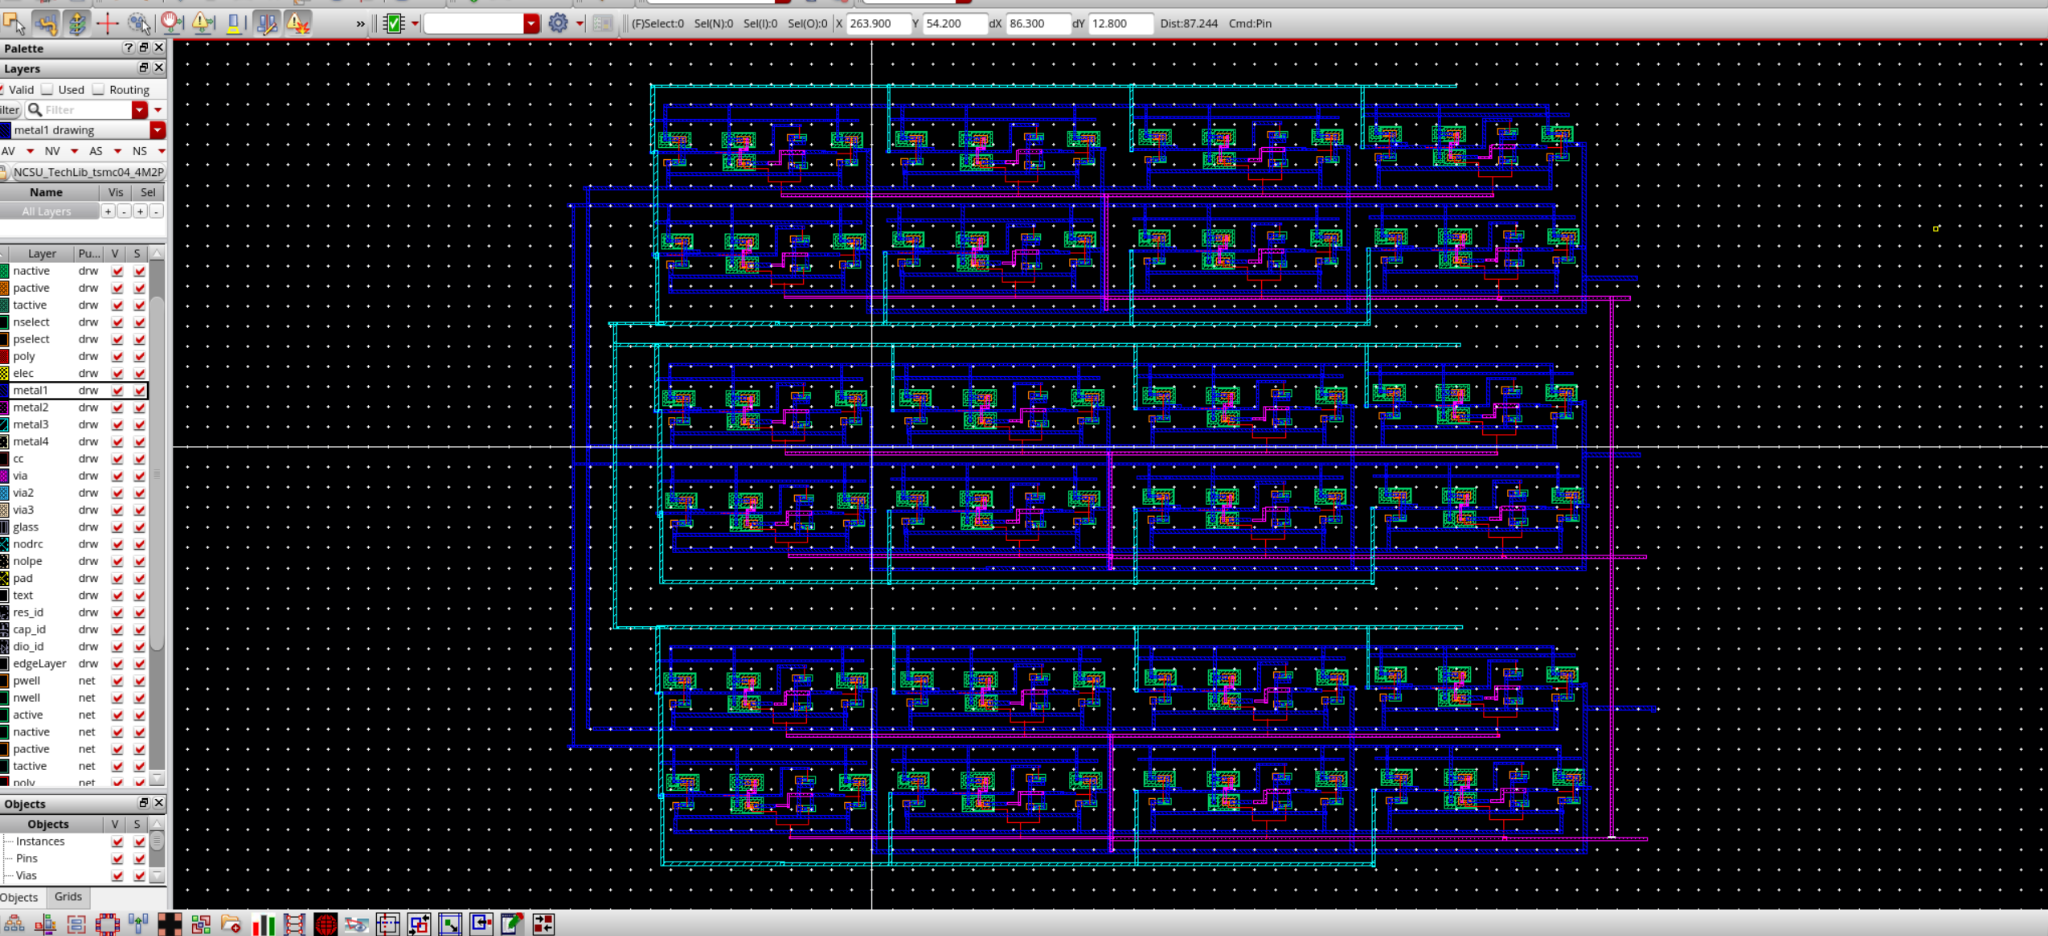 » (F)Select:0 Sel(N):0 Sel(I):0 Sel(O):0 X 263.900 Y 54.200 dX 86.300 dY 12.800 Dist:87.244 Cmd:Pin
Palette
Layers
Valid Used Routing
Filter
metal1 drawing
AV NV AS NS
NCSU_TechLib_tsmc04_4M2P
Name Vis Sel
All Layers + - + -
Layer Pu... V S
nactive drw
pactive drw
tactive drw
nselect drw
pselect drw
poly drw
elec drw
metal1 drw
metal2 drw
metal3 drw
metal4 drw
cc drw
via drw
via2 drw
via3 drw
glass drw
nodrc drw
nolpe drw
pad drw
text drw
res_id drw
cap_id drw
dio_id drw
edgeLayer drw
pwell net
nwell net
active net
nactive net
pactive net
tactive net
poly net
Objects
Objects V S
Instances
Pins
Vias
Objects Grids